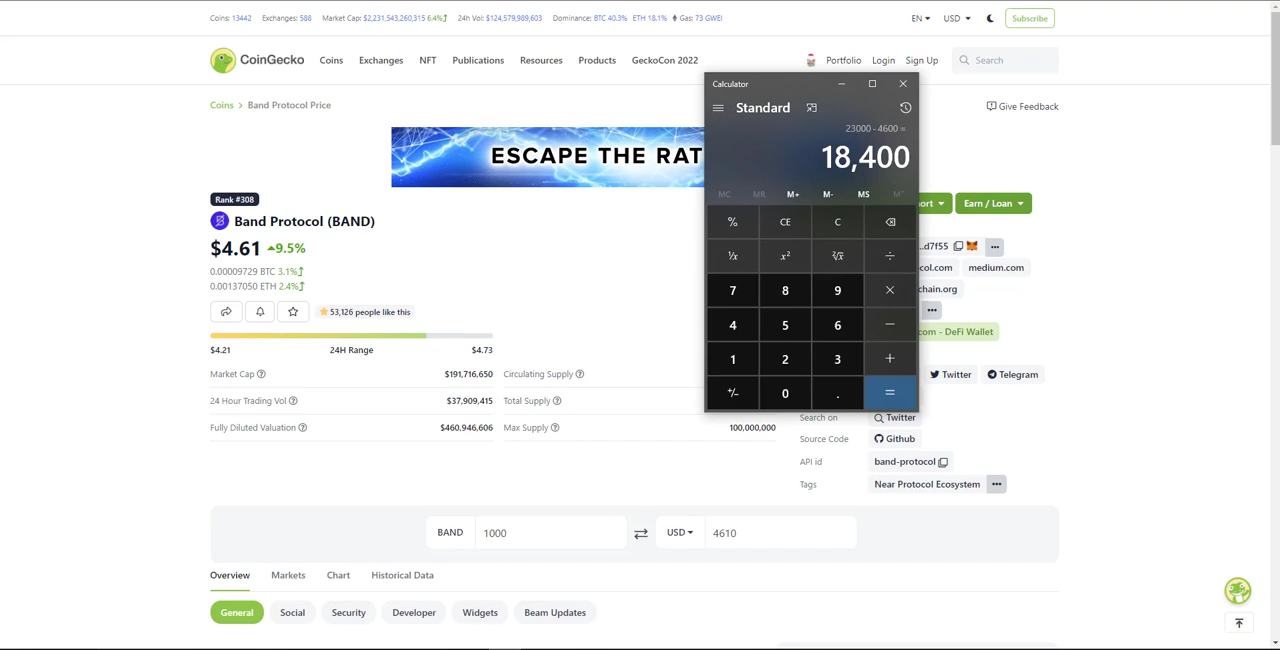 Coins: 13442 Exchanges: 588 Market Cap: $2,231,543,260,315 6.4% 24h Vol: $124,579,989,603 Dominance: BTC 40.3% ETH 18.1% Gas: 73 GWEI EN USD Subscribe
CoinGecko Coins Exchanges NFT Publications Resources Products GeckoCon 2022 Portfolio Login Sign Up Search
Calculator
Coins > Band Protocol Price
Give Feedback
Standard
23000 - 4600 =
18,400
ESCAPE THE RAT
MC MR M+ M- MS
Rank #308
ort Earn / Loan
Band Protocol (BAND)
% CE C
$4.61 9.5%
...d7f55
¹/x x² ²√x ÷
0.00009729 BTC 3.1%
col.com medium.com
0.00137050 ETH 2.4%
7 8 9 ×
chain.org
53,126 people like this
4 5 6 −
com - DeFi Wallet
$4.21 24H Range $4.73
1 2 3 +
Market Cap $191,716,650 Circulating Supply
Twitter Telegram
+/- 0 . =
24 Hour Trading Vol $37,909,415 Total Supply
Search on Twitter
Fully Diluted Valuation $460,946,606 Max Supply 100,000,000
Source Code Github
API id band-protocol
Tags Near Protocol Ecosystem
BAND 1000 USD 4610
Overview Markets Chart Historical Data
General Social Security Developer Widgets Beam Updates